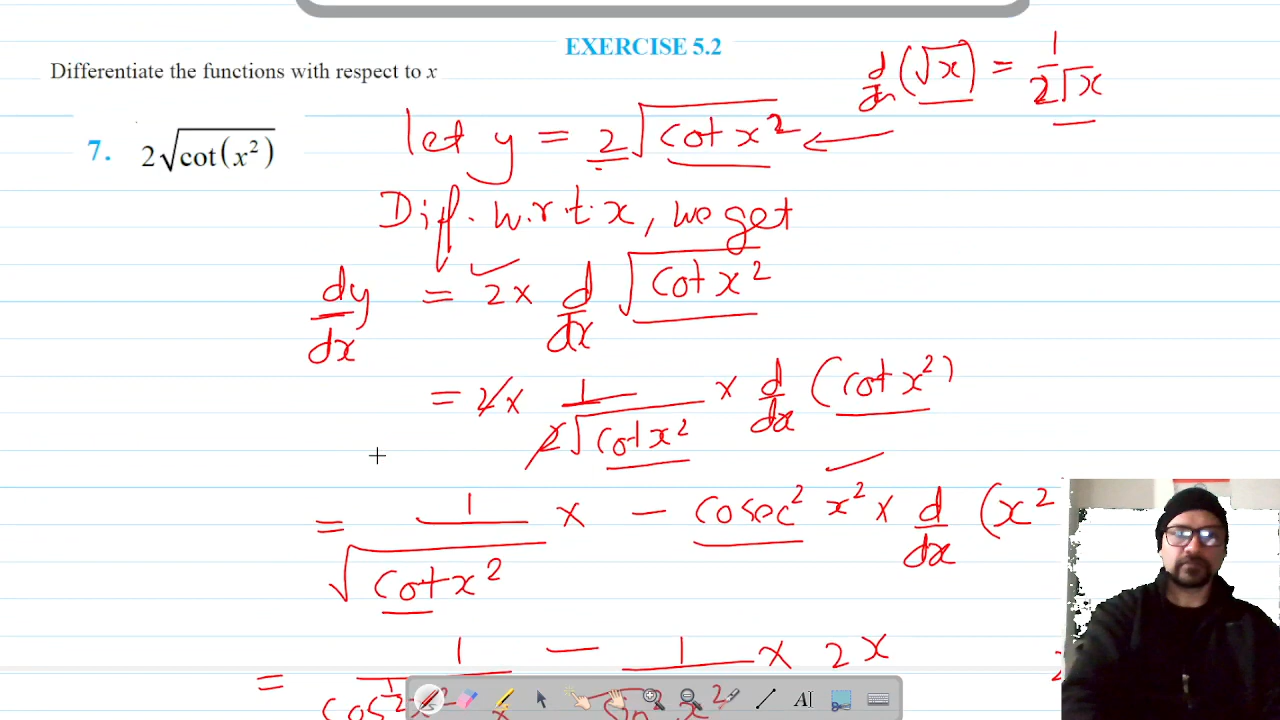 EXERCISE 5.2
Differentiate the functions with respect to x
d/dx (√x) = 1/2√x
7. 2√cot(x²)
let y = 2√cot x²
Diff. w.r.t. x, we get
dy/dx = 2 × d/dx √cot x²
= 2 × 1/2√cot x² × d/dx (cot x²)
= 1/√cot x² × - cosec² x² × d/dx (x²
= 1 - 1 × 2x